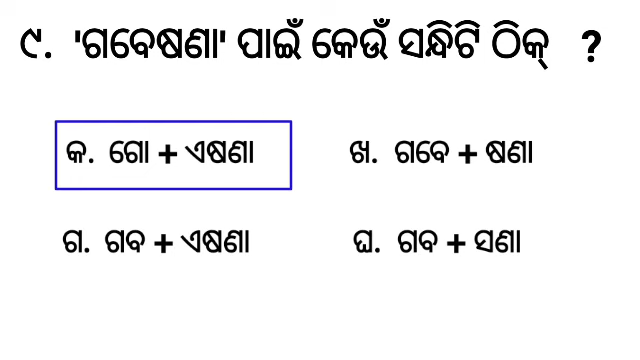 ୯. 'ଗବେଷଣା' ପାଇଁ କେଉଁ ସନ୍ଧିଟି ଠିକ୍ ?
କ. ଗୋ + ଏଷଣା ଖ. ଗବେ + ଷଣା
ଗ. ଗବ + ଏଷଣା ଘ. ଗବ + ସଣା